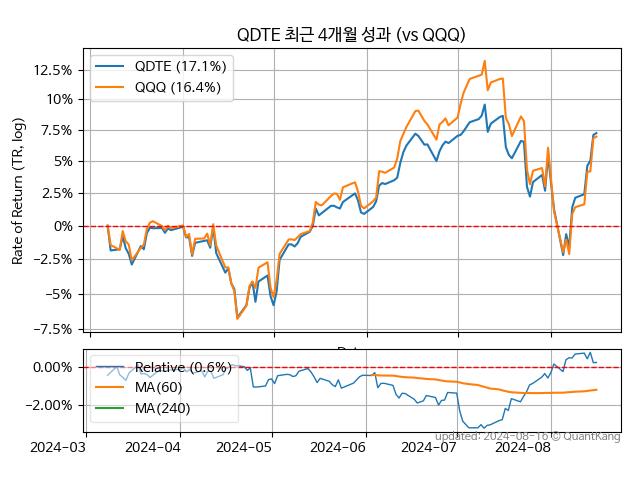 QDTE 최근 4개월 성과 (vs QQQ)
QDTE (17.1%)
QQQ (16.4%)
Rate of Return (TR, log)
12.5%
10%
7.5%
5%
2.5%
0%
−2.5%
−5%
−7.5%
0.00%
−2.00%
Relative (0.6%)
MA(60)
MA(240)
2024-03
2024-04
2024-05
2024-06
2024-07
2024-08
updated: 2024-08-16 © QuantKang